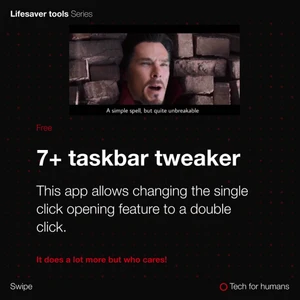 Lifesaver tools Series
A simple spell, but quite unbreakable
Free
7+ taskbar tweaker
This app allows changing the single
click opening feature to a double
click.
It does a lot more but who cares!
Swipe
Tech for humans